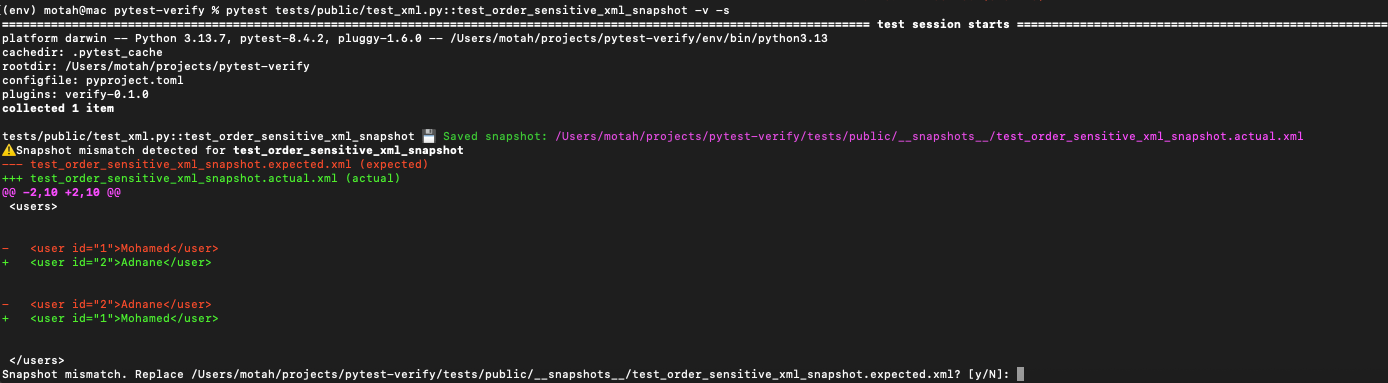 (env) motah@mac pytest-verify % pytest tests/public/test_xml.py::test_order_sensitive_xml_snapshot -v -s
============================ test session starts ============================
platform darwin -- Python 3.13.7, pytest-8.4.2, pluggy-1.6.0 -- /Users/motah/projects/pytest-verify/env/bin/python3.13
cachedir: .pytest_cache
rootdir: /Users/motah/projects/pytest-verify
configfile: pyproject.toml
plugins: verify-0.1.0
collected 1 item
tests/public/test_xml.py::test_order_sensitive_xml_snapshot 💾 Saved snapshot: /Users/motah/projects/pytest-verify/tests/public/__snapshots__/test_order_sensitive_xml_snapshot.actual.xml
⚠️Snapshot mismatch detected for test_order_sensitive_xml_snapshot
--- test_order_sensitive_xml_snapshot.expected.xml (expected)
+++ test_order_sensitive_xml_snapshot.actual.xml (actual)
@@ -2,10 +2,10 @@
<users>
-   <user id="1">Mohamed</user>
+   <user id="2">Adnane</user>
-   <user id="2">Adnane</user>
+   <user id="1">Mohamed</user>
</users>
Snapshot mismatch. Replace /Users/motah/projects/pytest-verify/tests/public/__snapshots__/test_order_sensitive_xml_snapshot.expected.xml? [y/N]: